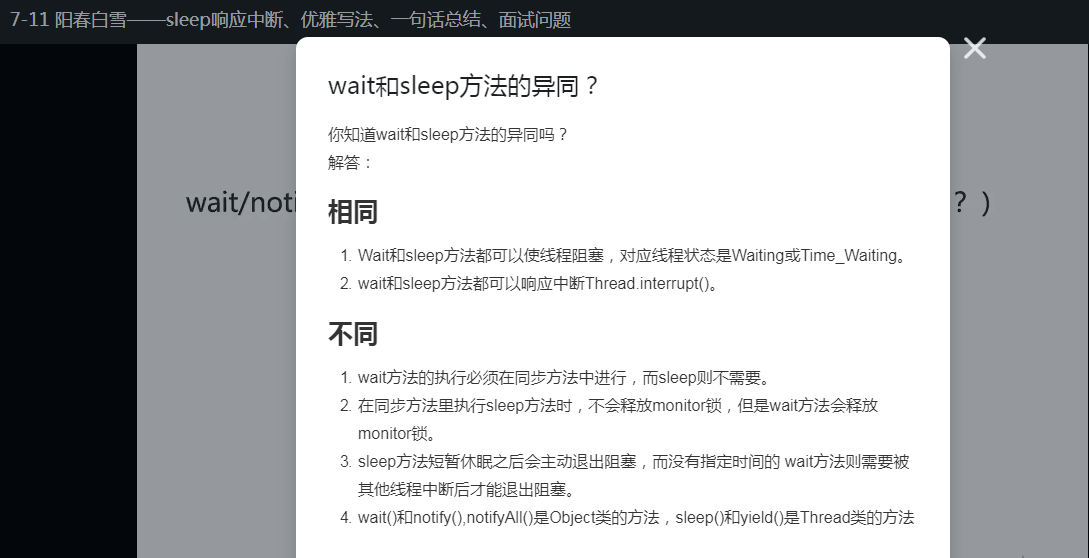 7-11 阳春白雪——sleep响应中断、优雅写法、一句话总结、面试问题
wait和sleep方法的异同？
你知道wait和sleep方法的异同吗？
解答：
wait/noti
？)
相同
1. Wait和sleep方法都可以使线程阻塞，对应线程状态是Waiting或Time_Waiting。
2. wait和sleep方法都可以响应中断Thread.interrupt()。
不同
1. wait方法的执行必须在同步方法中进行，而sleep则不需要。
2. 在同步方法里执行sleep方法时，不会释放monitor锁，但是wait方法会释放
monitor锁。
3. sleep方法短暂休眠之后会主动退出阻塞，而没有指定时间的 wait方法则需要被
其他线程中断后才能退出阻塞。
4. wait()和notify(),notifyAll()是Object类的方法，sleep()和yield()是Thread类的方法